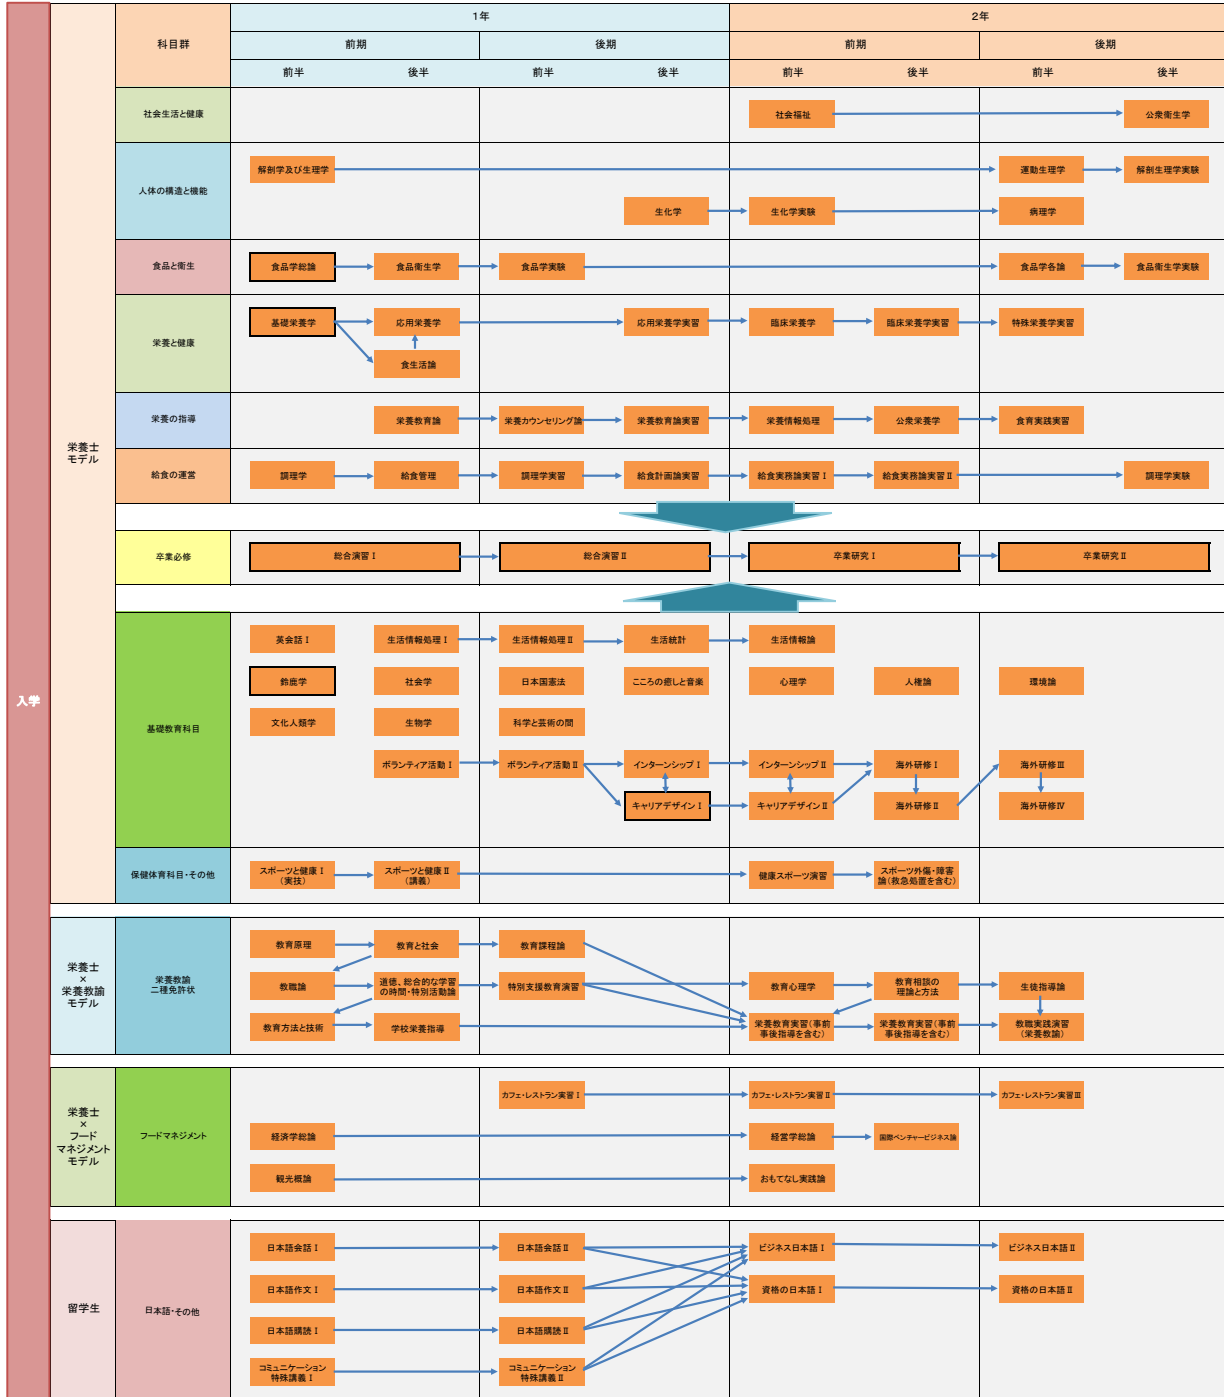 入学
科目群
1年
2年
前期
後期
前期
後期
前半
後半
前半
後半
前半
後半
前半
後半
栄養士
モデル
社会生活と健康
社会福祉
公衆衛生学
人体の構造と機能
解剖学及び生理学
運動生理学
解剖生理学実験
生化学
生化学実験
病理学
食品と衛生
食品学総論
食品衛生学
食品学実験
食品学各論
食品衛生学実験
栄養と健康
基礎栄養学
応用栄養学
応用栄養学実習
臨床栄養学
臨床栄養学実習
特殊栄養学実習
食生活論
栄養の指導
栄養教育論
栄養カウンセリング論
栄養教育論実習
栄養情報処理
公衆栄養学
食育実践実習
給食の運営
調理学
給食管理
調理学実習
給食計画論実習
給食実務論実習Ⅰ
給食実務論実習Ⅱ
調理学実験
卒業必修
総合演習Ⅰ
総合演習Ⅱ
卒業研究Ⅰ
卒業研究Ⅱ
基礎教育科目
英会話Ⅰ
生活情報処理Ⅰ
生活情報処理Ⅱ
生活統計
生活情報論
鈴鹿学
社会学
日本国憲法
こころの癒しと音楽
心理学
人権論
環境論
文化人類学
生物学
科学と芸術の間
ボランティア活動Ⅰ
ボランティア活動Ⅱ
インターンシップⅠ
インターンシップⅡ
海外研修Ⅰ
海外研修Ⅲ
キャリアデザインⅠ
キャリアデザインⅡ
海外研修Ⅱ
海外研修Ⅳ
保健体育科目・その他
スポーツと健康Ⅰ
(実技)
スポーツと健康Ⅱ
(講義)
健康スポーツ演習
スポーツ外傷・障害
論(救急処置を含む)
栄養士
×
栄養教諭
モデル
栄養教諭
二種免許状
教育原理
教育と社会
教育課程論
教職論
道徳、総合的な学習
の時間・特別活動論
特別支援教育演習
教育心理学
教育相談の
理論と方法
生徒指導論
教育方法と技術
学校栄養指導
栄養教育実習(事前
事後指導を含む)
栄養教育実習(事前
事後指導を含む)
教職実践演習
(栄養教諭)
栄養士
×
フード
マネジメント
モデル
フードマネジメント
カフェ・レストラン実習Ⅰ
カフェ・レストラン実習Ⅱ
カフェ・レストラン実習Ⅲ
経済学総論
経営学総論
国際ベンチャービジネス論
観光概論
おもてなし実践論
留学生
日本語・その他
日本語会話Ⅰ
日本語会話Ⅱ
ビジネス日本語Ⅰ
ビジネス日本語Ⅱ
日本語作文Ⅰ
日本語作文Ⅱ
資格の日本語Ⅰ
資格の日本語Ⅱ
日本語購読Ⅰ
日本語購読Ⅱ
コミュニケーション
特殊講義Ⅰ
コミュニケーション
特殊講義Ⅱ